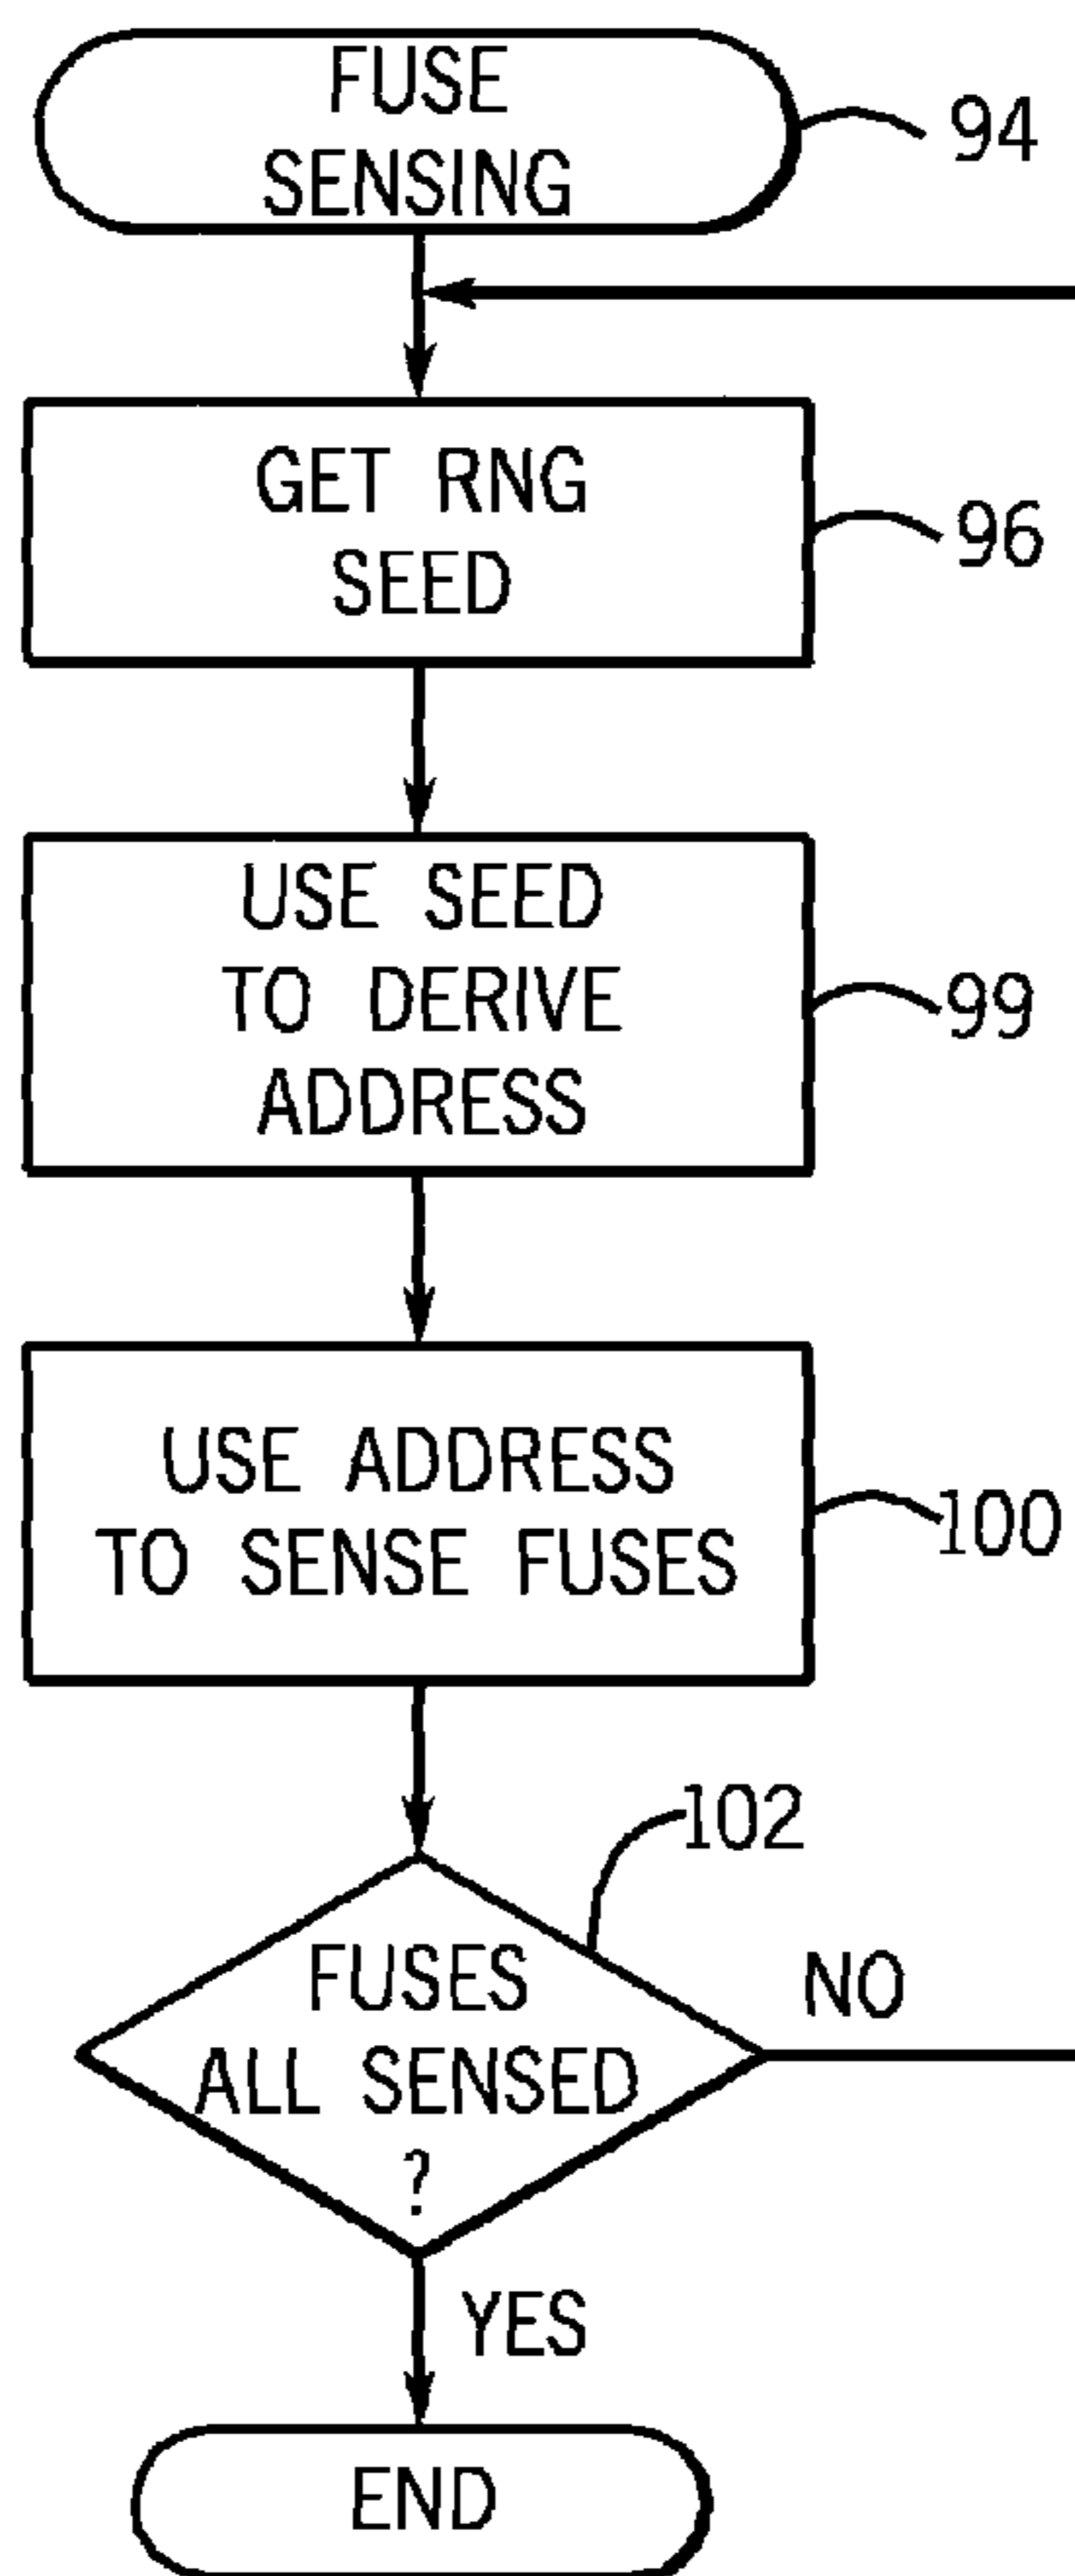 FUSE
SENSING
94
GET RNG
SEED
96
USE SEED
TO DERIVE
ADDRESS
99
USE ADDRESS
TO SENSE FUSES
100
102
FUSES
ALL SENSED
?
NO
YES
END